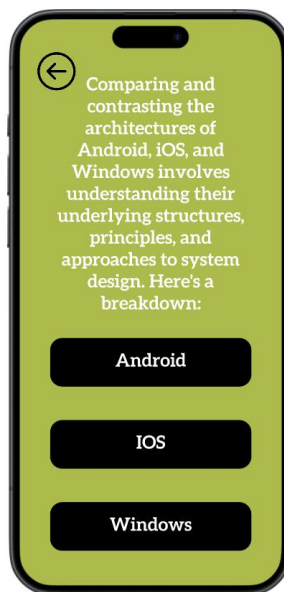 Comparing and
contrasting the
architectures of
Android, iOS, and
Windows involves
understanding their
underlying structures,
principles, and
approaches to system
design. Here's a
breakdown:
Android
IOS
Windows